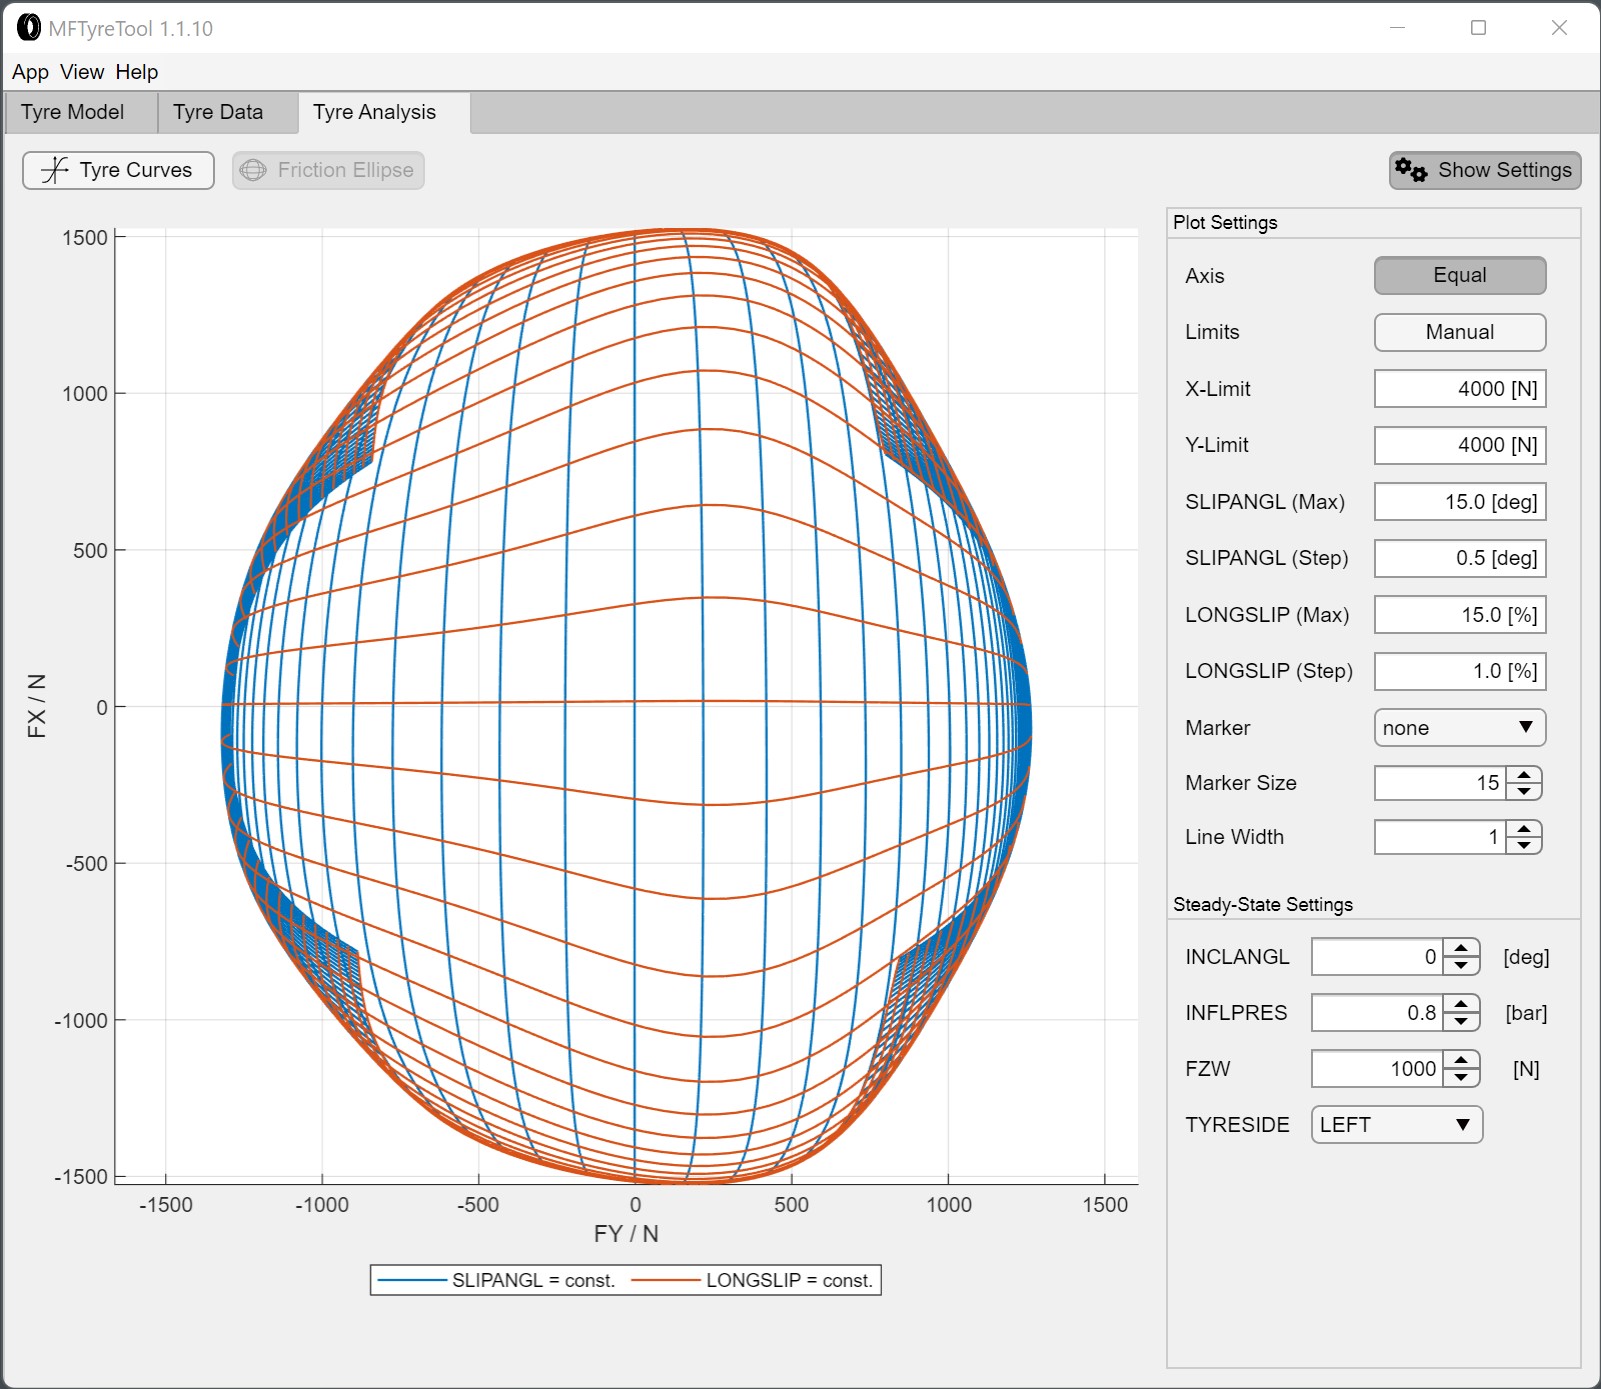 MFTyreTool 1.1.10
App View Help
Tyre Model Tyre Data Tyre Analysis
Tyre Curves Friction Ellipse Show Settings
1500
1000
500
0
-500
-1000
-1500
FX / N
-1500 -1000 -500 0 500 1000 1500
FY / N
SLIPANGL = const. LONGSLIP = const.
Plot Settings
Axis Equal
Limits Manual
X-Limit 4000 [N]
Y-Limit 4000 [N]
SLIPANGL (Max) 15.0 [deg]
SLIPANGL (Step) 0.5 [deg]
LONGSLIP (Max) 15.0 [%]
LONGSLIP (Step) 1.0 [%]
Marker none
Marker Size 15
Line Width 1
Steady-State Settings
INCLANGL 0 [deg]
INFLPRES 0.8 [bar]
FZW 1000 [N]
TYRESIDE LEFT